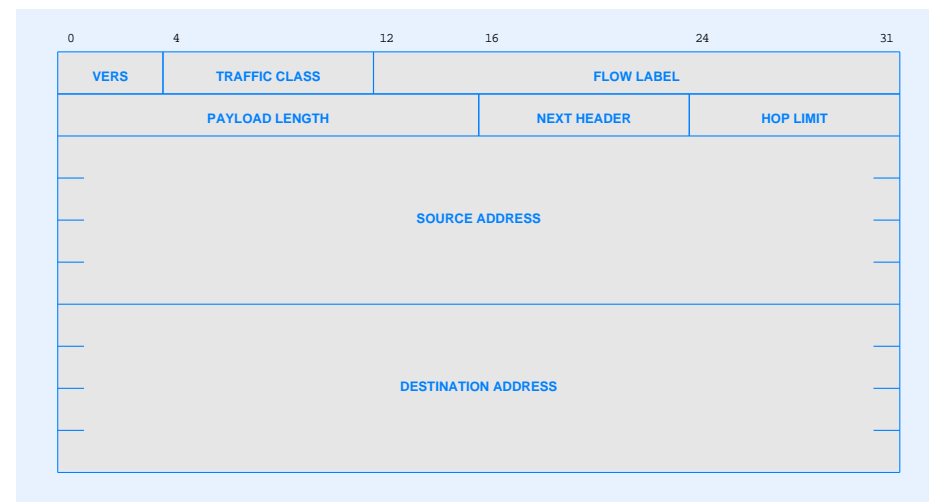 0 4 12 16 24 31
VERS TRAFFIC CLASS FLOW LABEL
PAYLOAD LENGTH NEXT HEADER HOP LIMIT
SOURCE ADDRESS
DESTINATION ADDRESS